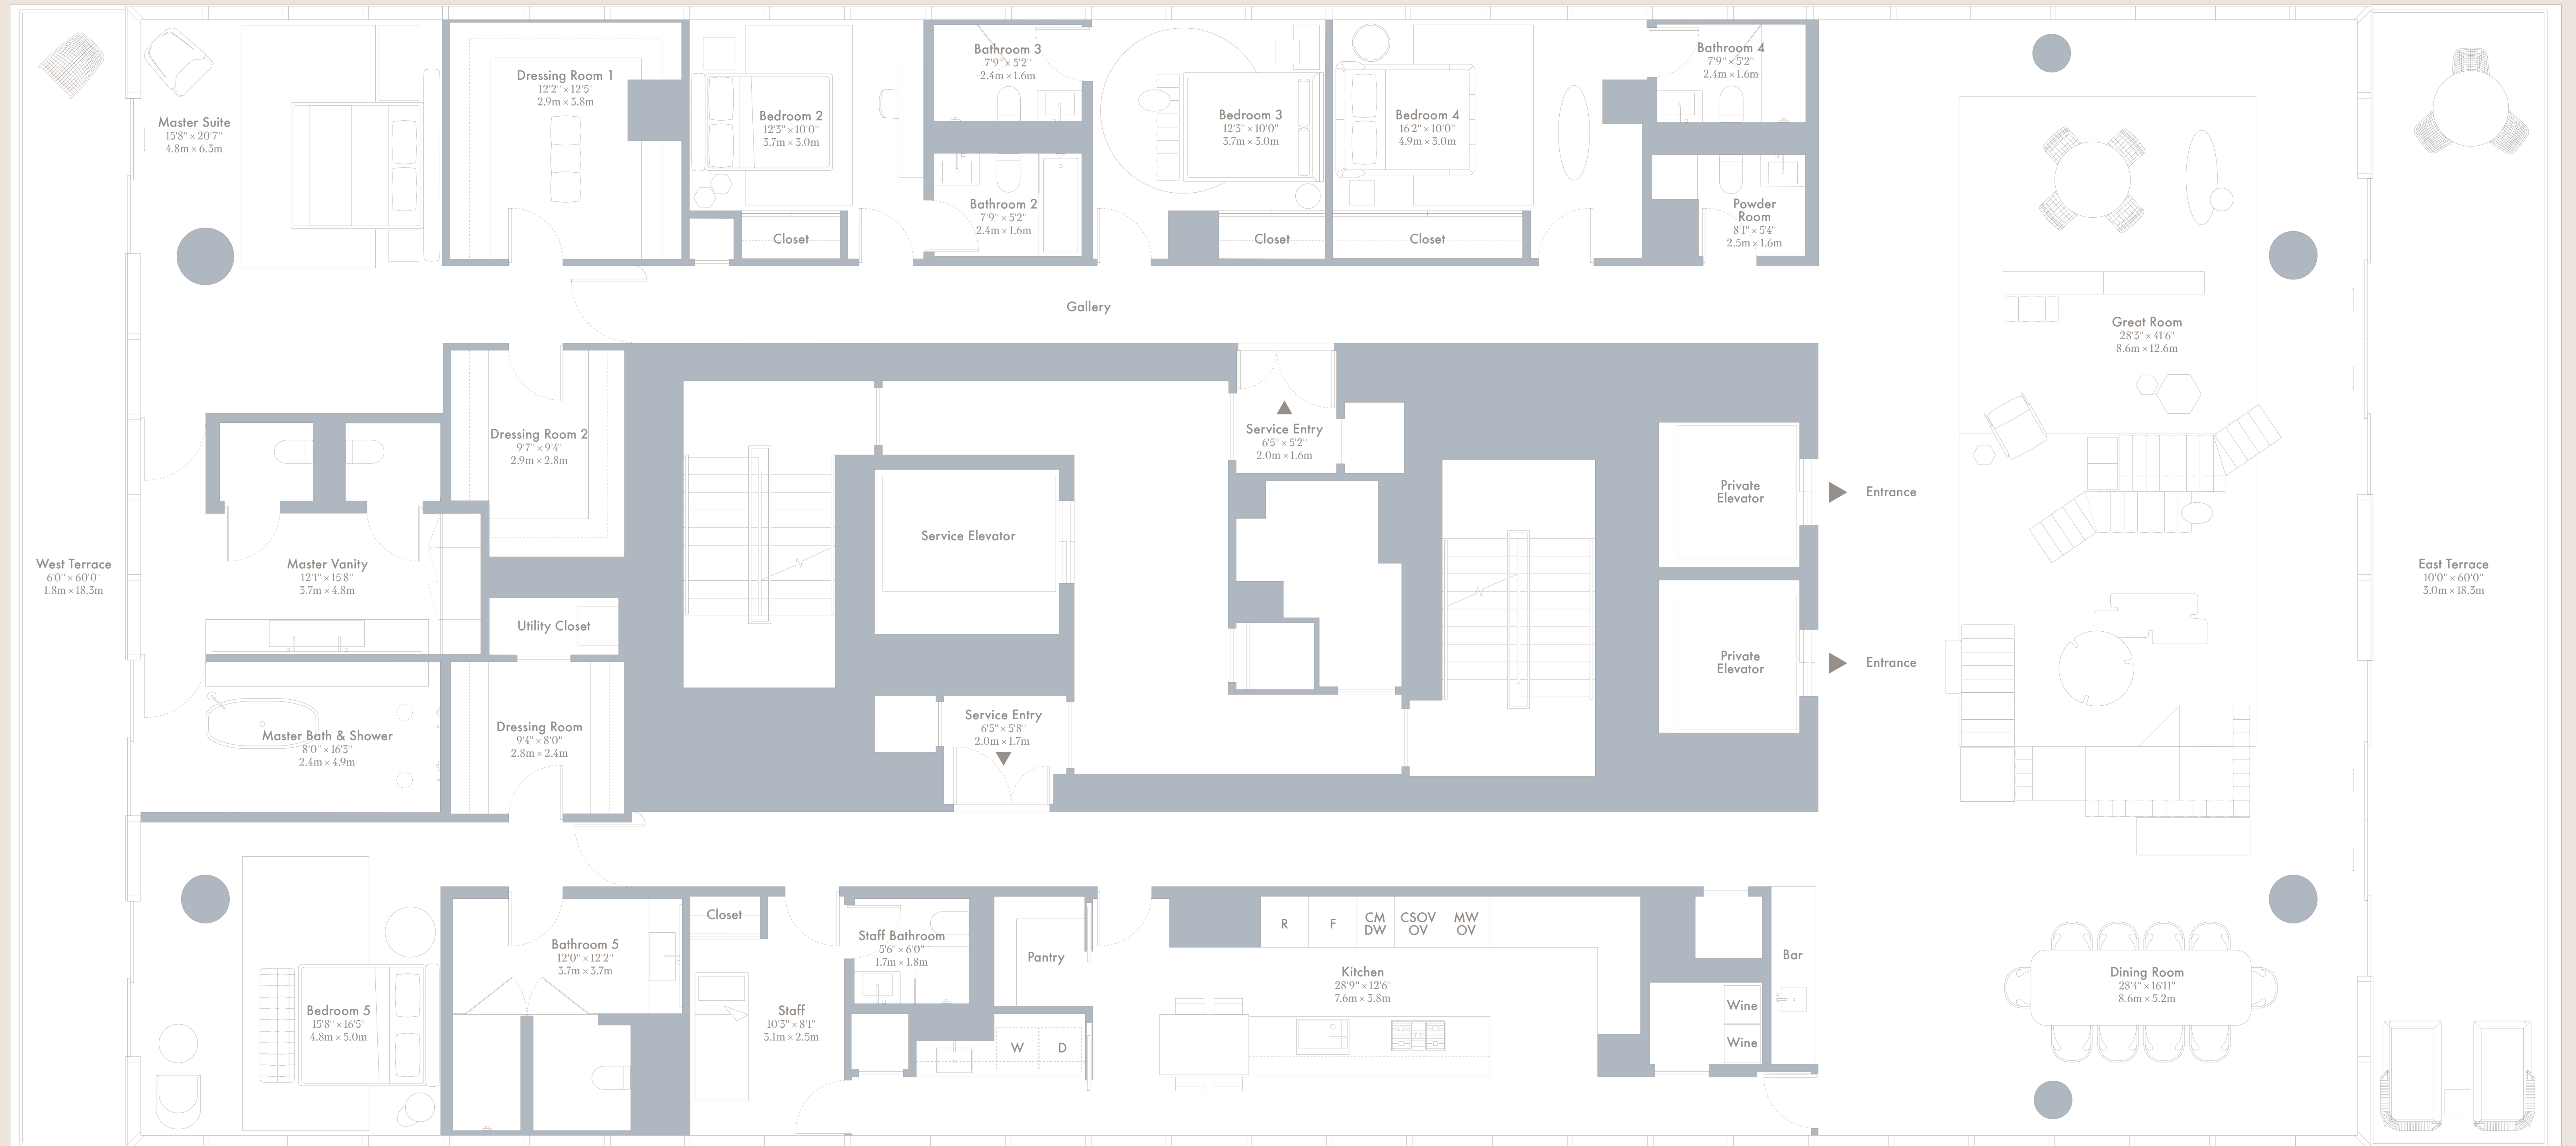 Master Suite
15'8" × 20'7"
4.8m × 6.3m
Dressing Room 1
12'2" × 12'5"
2.9m × 3.8m
Bedroom 2
12'3" × 10'0"
3.7m × 3.0m
Closet
Bathroom 3
7'9" × 5'2"
2.4m × 1.6m
Bathroom 2
7'9" × 5'2"
2.4m × 1.6m
Bedroom 3
12'3" × 10'0"
3.7m × 3.0m
Closet
Bedroom 4
16'2" × 10'0"
4.9m × 3.0m
Closet
Bathroom 4
7'9" × 5'2"
2.4m × 1.6m
Powder
Room
8'1" × 5'4"
2.5m × 1.6m
Gallery
Great Room
28'3" × 41'6"
8.6m × 12.6m
Dressing Room 2
9'7" × 9'4"
2.9m × 2.8m
Service Entry
6'5" × 5'2"
2.0m × 1.6m
Service Elevator
Private
Elevator
Entrance
Private
Elevator
Entrance
West Terrace
6'0" × 60'0"
1.8m × 18.3m
Master Vanity
12'1" × 15'8"
3.7m × 4.8m
Utility Closet
East Terrace
10'0" × 60'0"
3.0m × 18.3m
Master Bath & Shower
8'0" × 16'3"
2.4m × 4.9m
Dressing Room
9'4" × 8'0"
2.8m × 2.4m
Service Entry
6'5" × 5'8"
2.0m × 1.7m
Bedroom 5
15'8" × 16'5"
4.8m × 5.0m
Bathroom 5
12'0" × 12'2"
3.7m × 3.7m
Closet
Staff
10'3" × 8'1"
3.1m × 2.5m
Staff Bathroom
5'6" × 6'0"
1.7m × 1.8m
Pantry
W
D
R
F
CM
DW
CSOV
OV
MW
OV
Kitchen
28'9" × 12'6"
7.6m × 3.8m
Wine
Wine
Bar
Dining Room
28'4" × 16'11"
8.6m × 5.2m